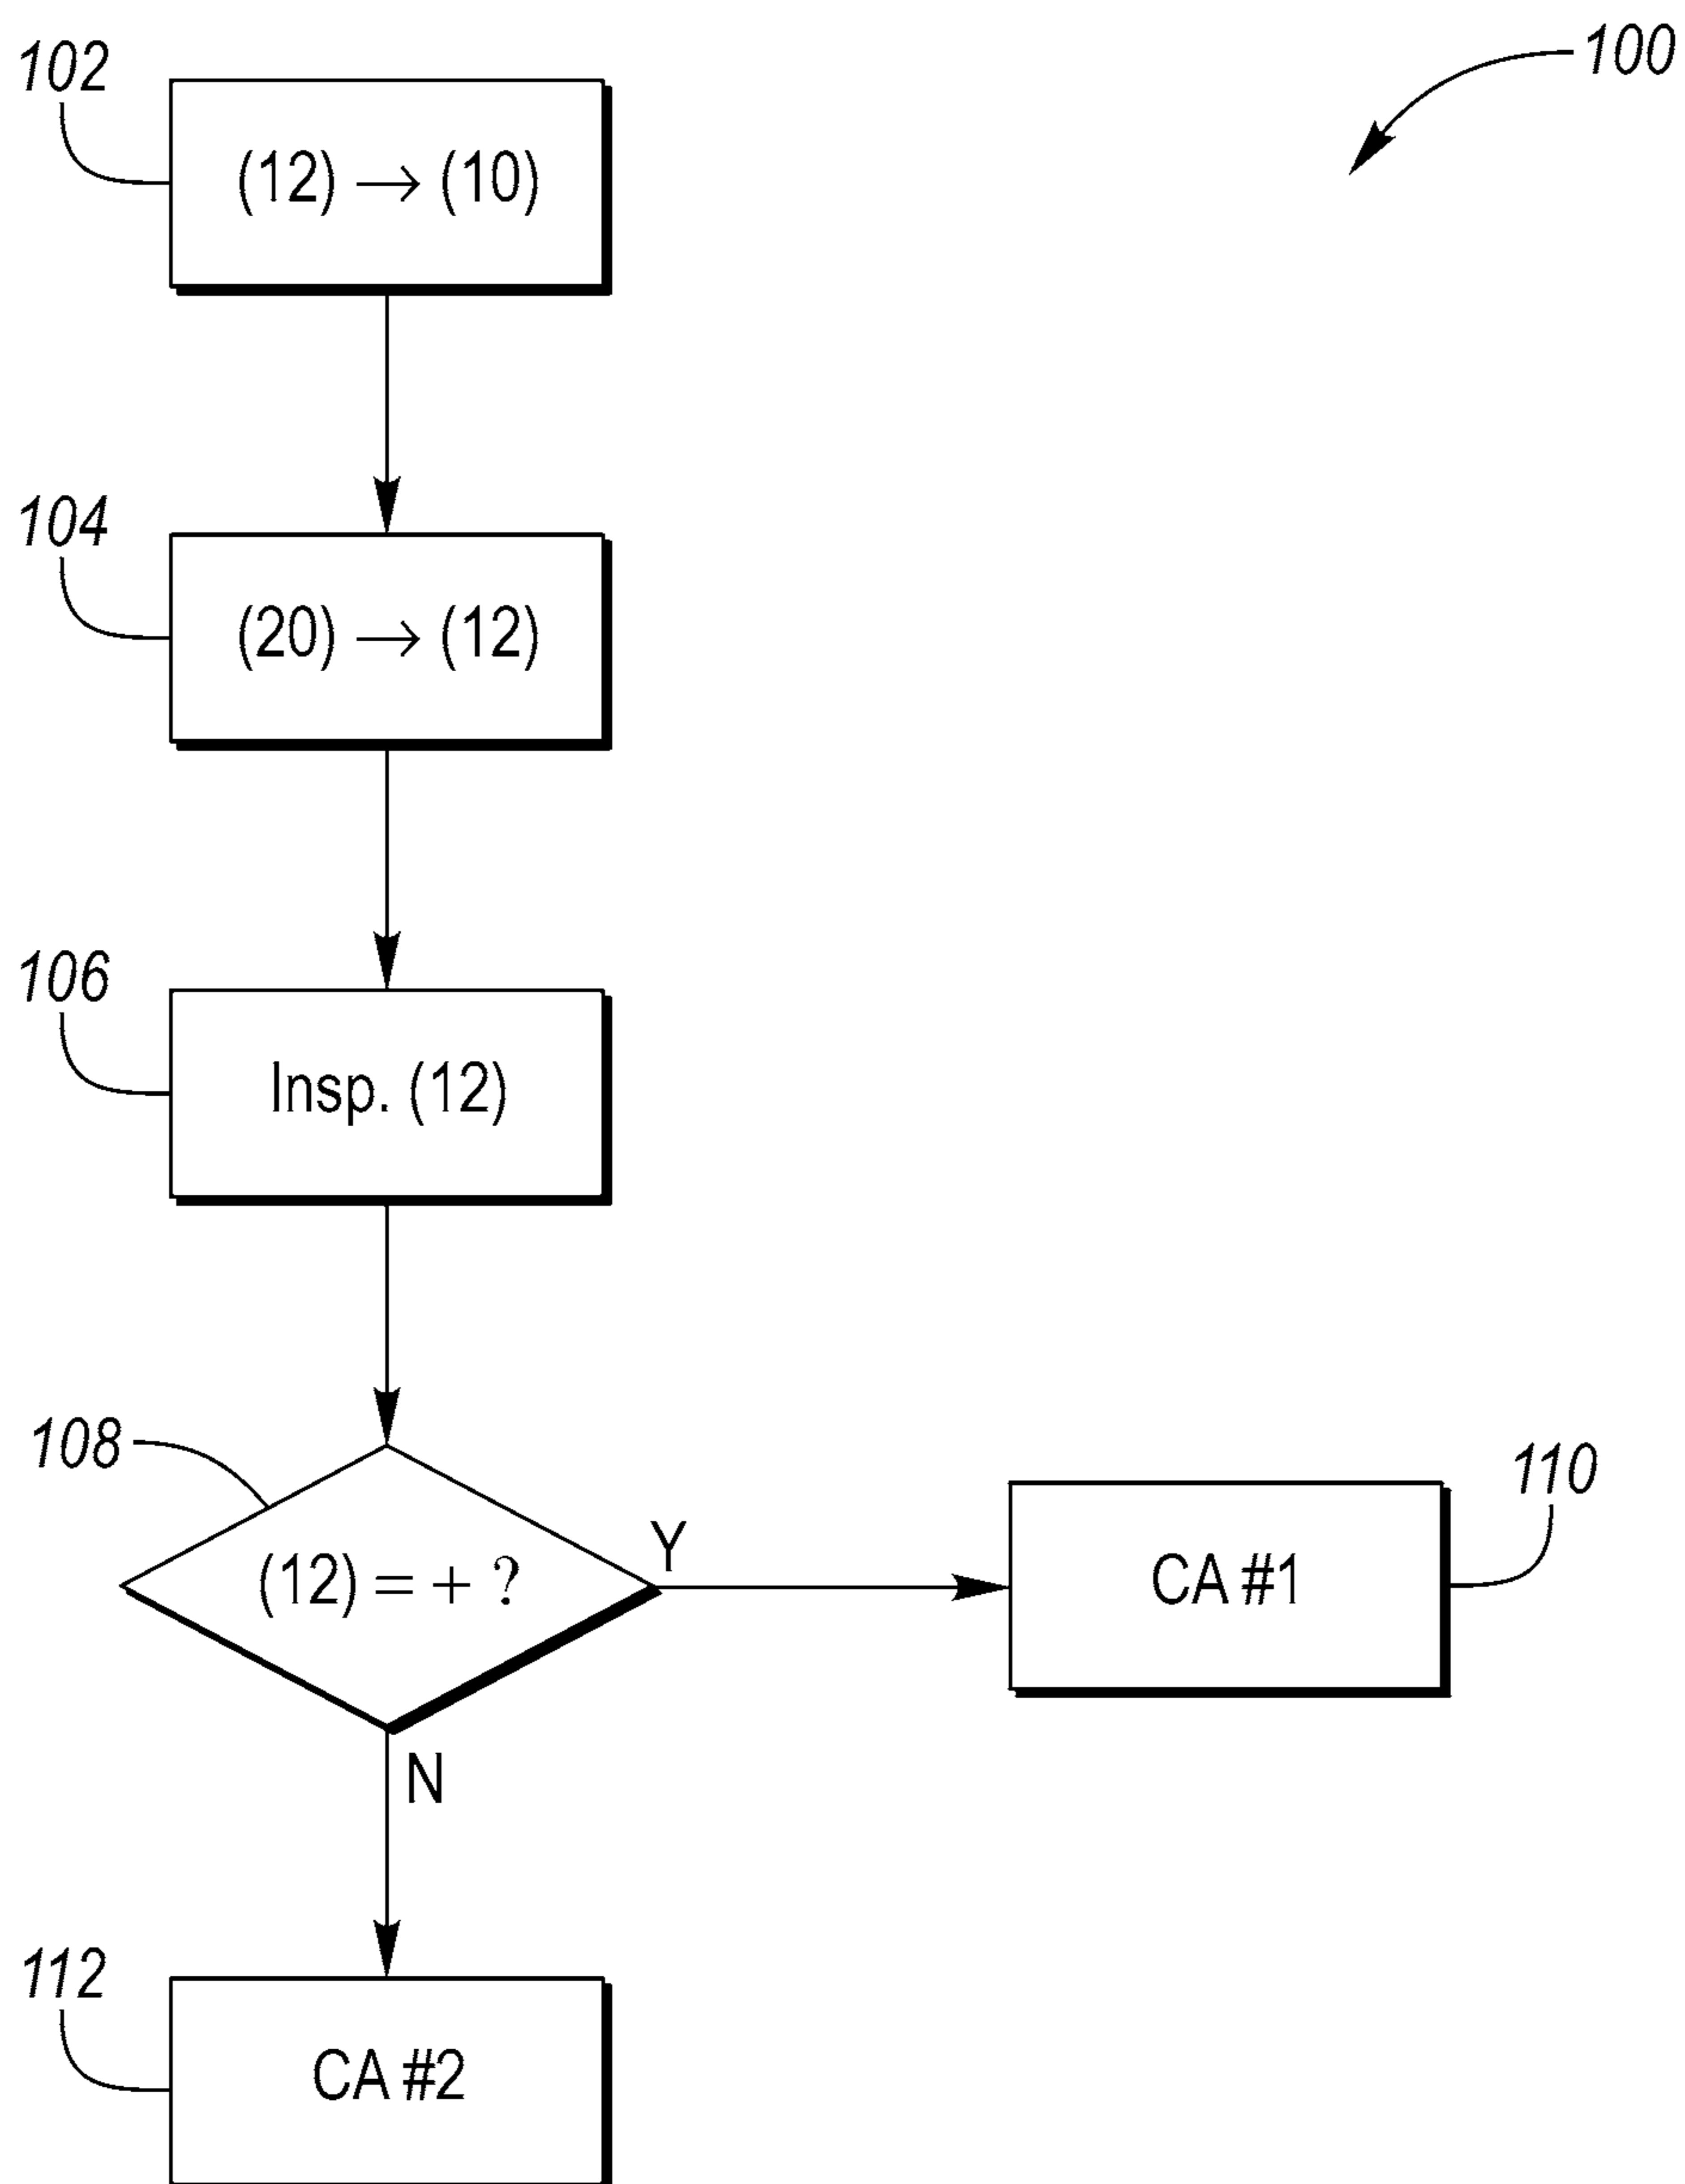 100
102
(12) → (10)
104
(20) → (12)
106
Insp. (12)
108
(12) = + ?
Y
110
CA #1
N
112
CA #2